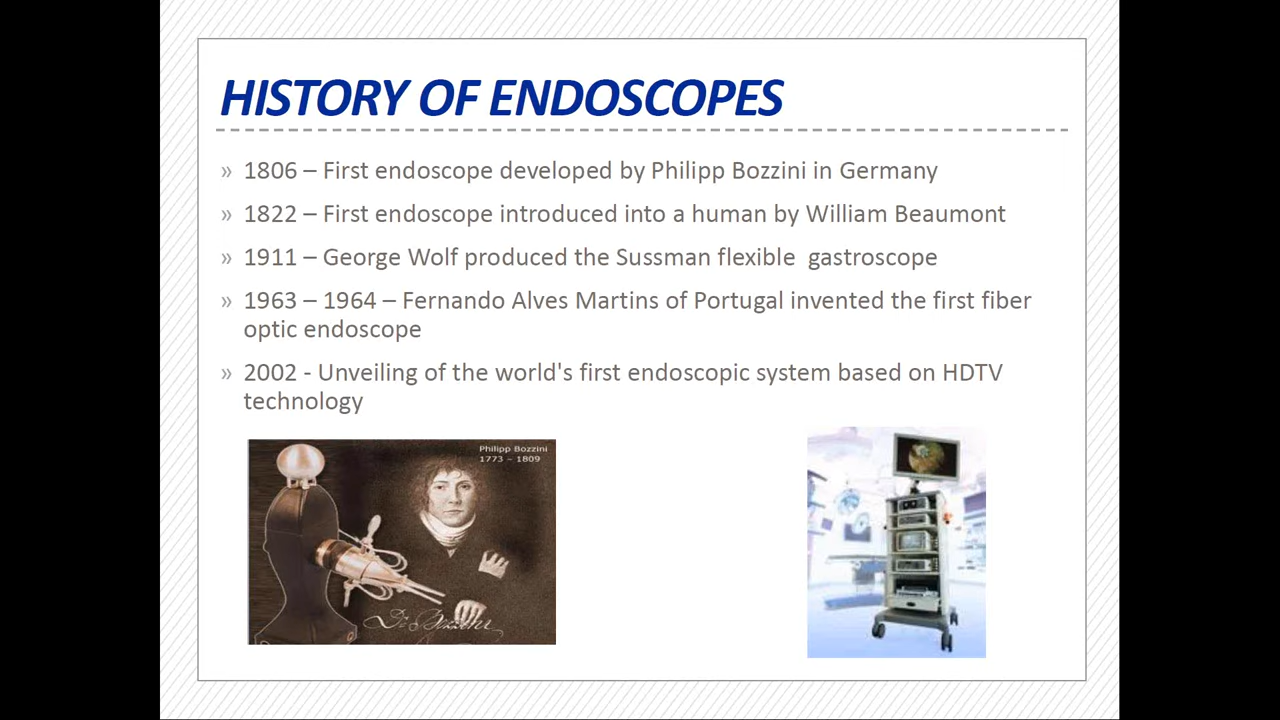 HISTORY OF ENDOSCOPES
» 1806 – First endoscope developed by Philipp Bozzini in Germany
» 1822 – First endoscope introduced into a human by William Beaumont
» 1911 – George Wolf produced the Sussman flexible  gastroscope
» 1963 – 1964 – Fernando Alves Martins of Portugal invented the first fiber
optic endoscope
» 2002 - Unveiling of the world's first endoscopic system based on HDTV
technology
Philipp Bozzini
1773 – 1809